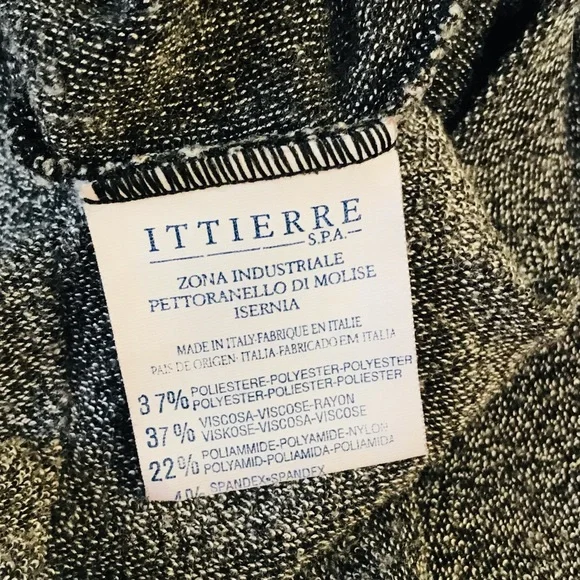 ITTIERRE
S.P.A.
ZONA INDUSTRIALE
PETTORANELLO DI MOLISE
ISERNIA
MADE IN ITALY-FABRIQUE EN ITALIE
PAIS DE ORIGEN: ITALIA-FABRICADO EM ITALIA
37% POLIESTERE-POLYESTER-POLYESTER
POLYESTER-POLIESTER-POLIESTER
37% VISCOSA-VISCOSE-RAYON
VISKOSE-VISCOSA-VISCOSE
22% POLIAMMIDE-POLYAMIDE-NYLON
POLYAMID-POLIAMIDA-POLIAMIDA
4% SPANDEX-SPANDEX